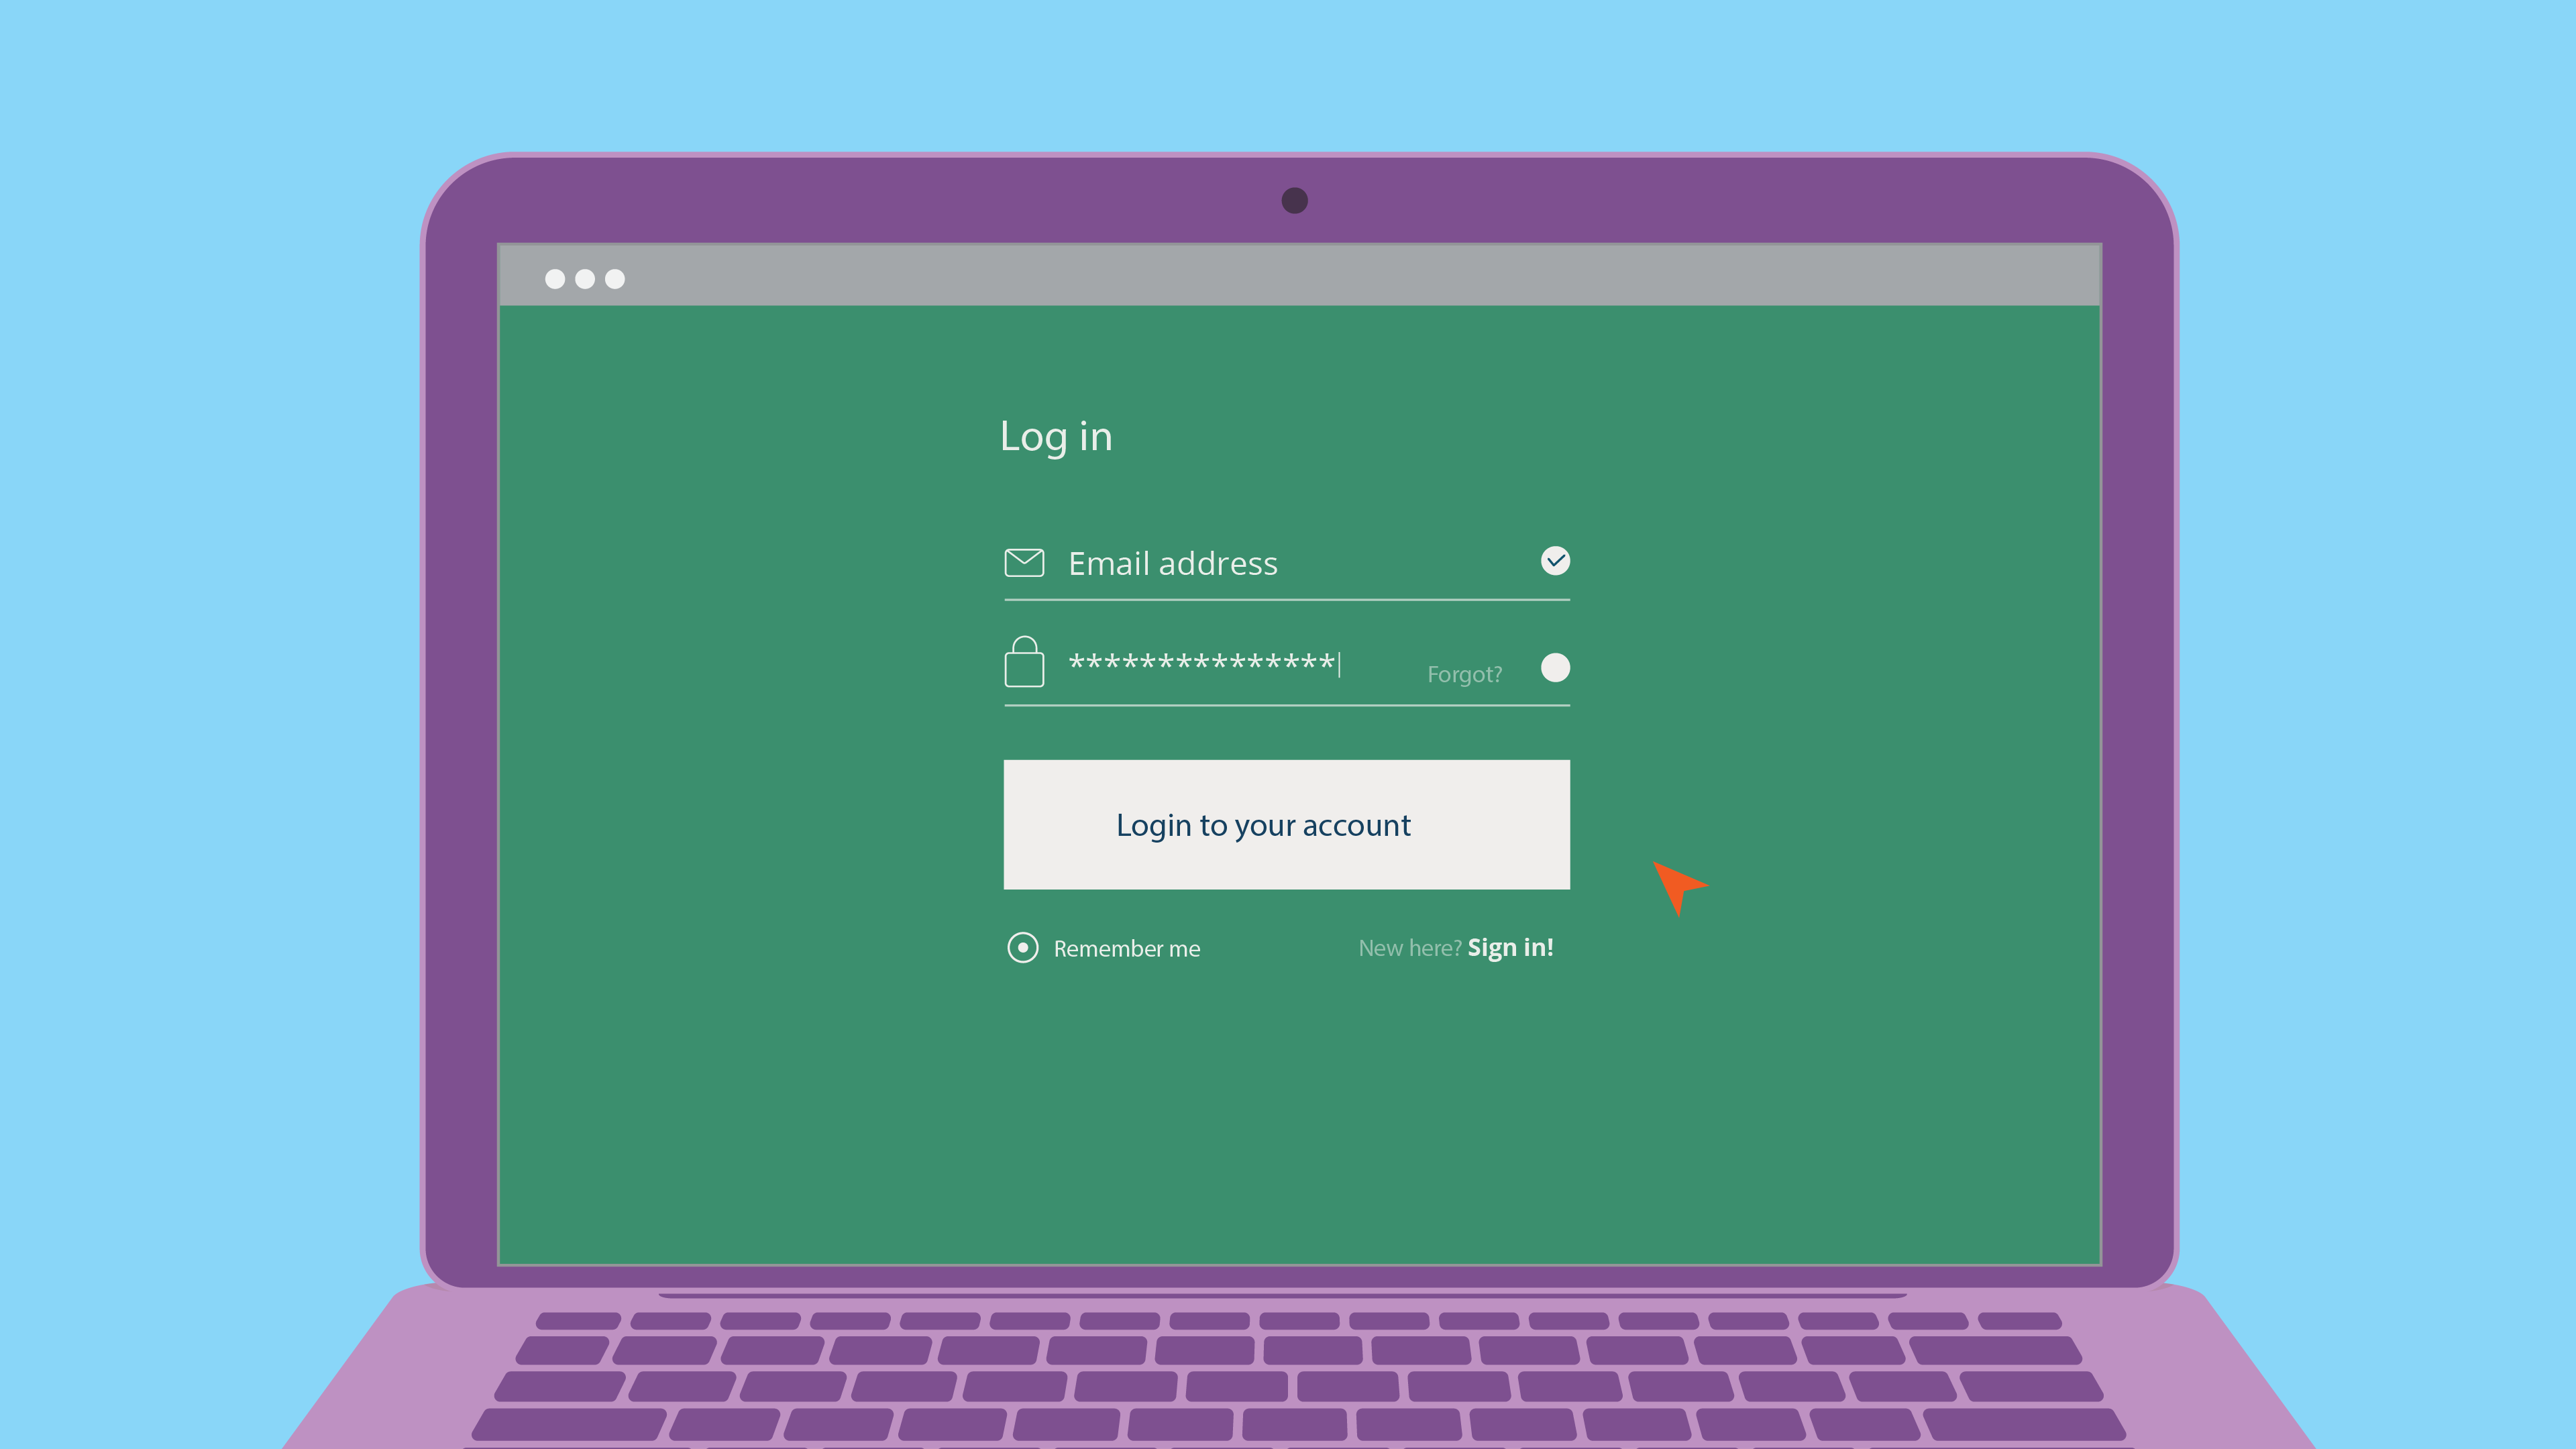 Log in
Email address
***************
Forgot?
Login to your account
Remember me
New here? Sign in!